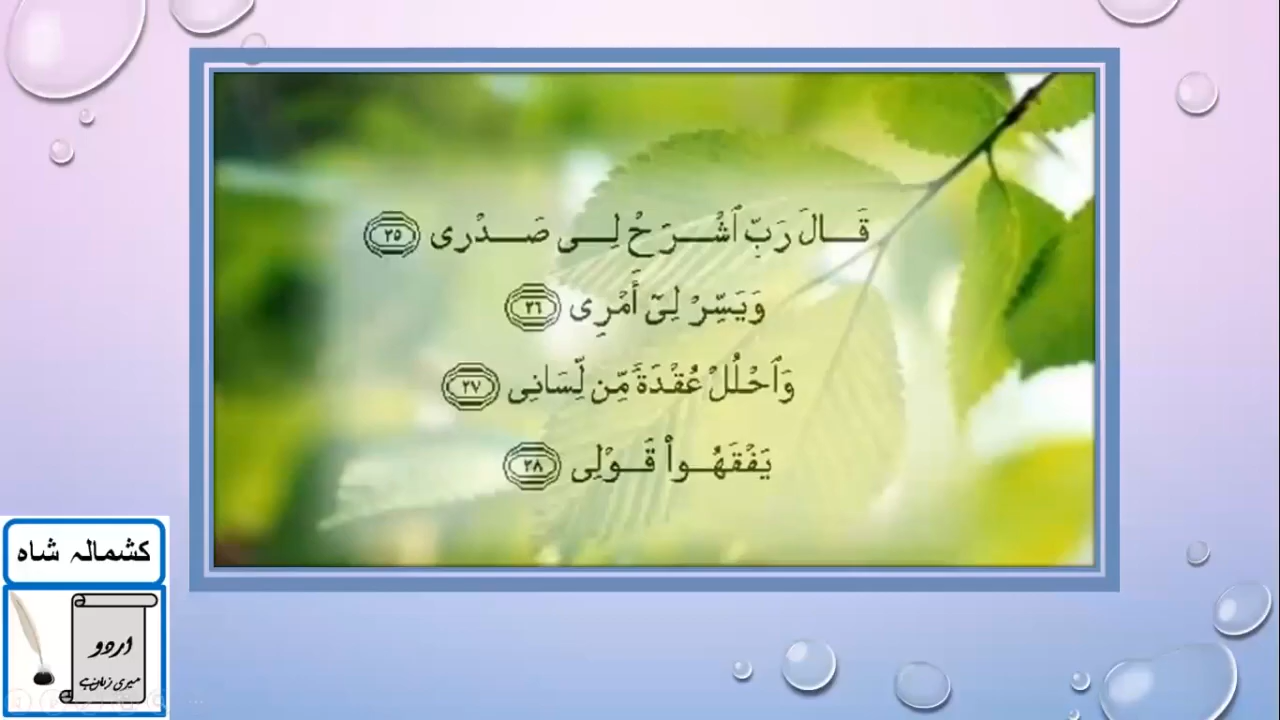 قَالَ رَبِّ ٱشْرَحْ لِى صَدْرِى ٢٥
وَيَسِّرْ لِىٓ أَمْرِى ٢٦
وَٱحْلُلْ عُقْدَةً مِّن لِّسَانِى ٢٧
يَفْقَهُوا۟ قَوْلِى ٢٨
کشمالہ شاہ
اردو
میری زبان ہے